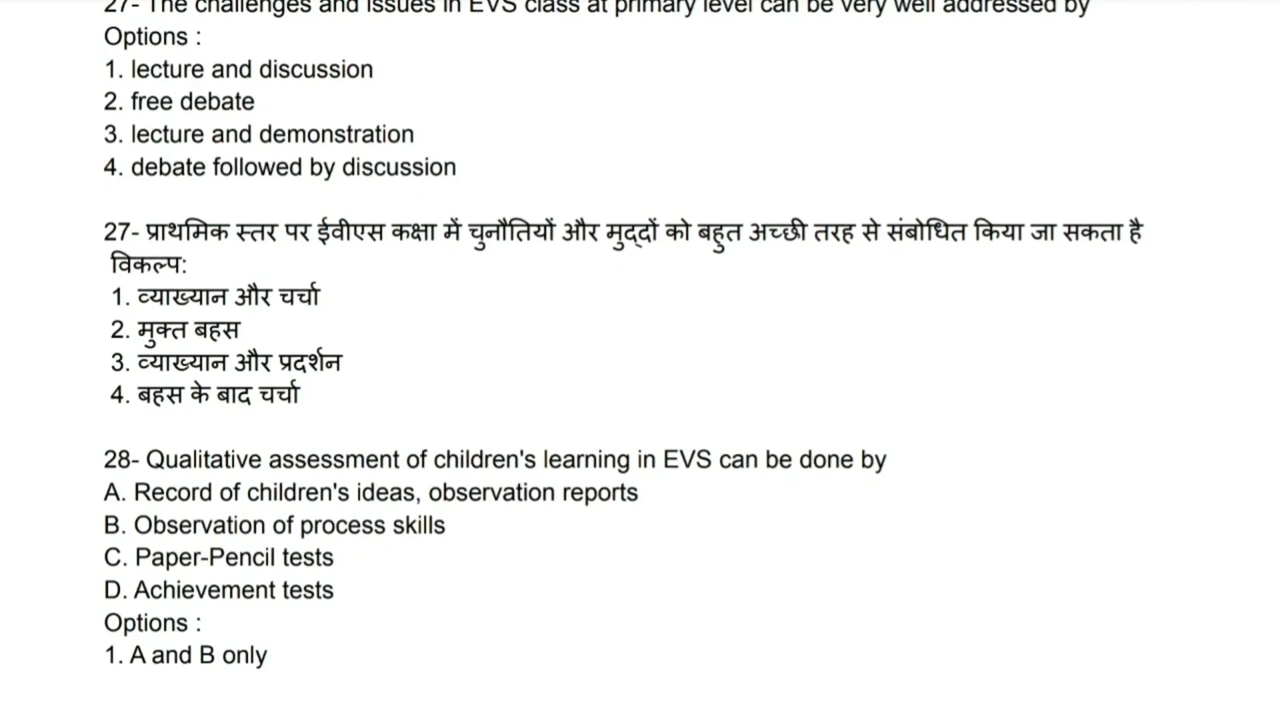 27- The challenges and issues in EVS class at primary level can be very well addressed by
Options :
1. lecture and discussion
2. free debate
3. lecture and demonstration
4. debate followed by discussion
27- प्राथमिक स्तर पर ईवीएस कक्षा में चुनौतियों और मुद्दों को बहुत अच्छी तरह से संबोधित किया जा सकता है
विकल्प:
1. व्याख्यान और चर्चा
2. मुक्त बहस
3. व्याख्यान और प्रदर्शन
4. बहस के बाद चर्चा
28- Qualitative assessment of children's learning in EVS can be done by
A. Record of children's ideas, observation reports
B. Observation of process skills
C. Paper-Pencil tests
D. Achievement tests
Options :
1. A and B only